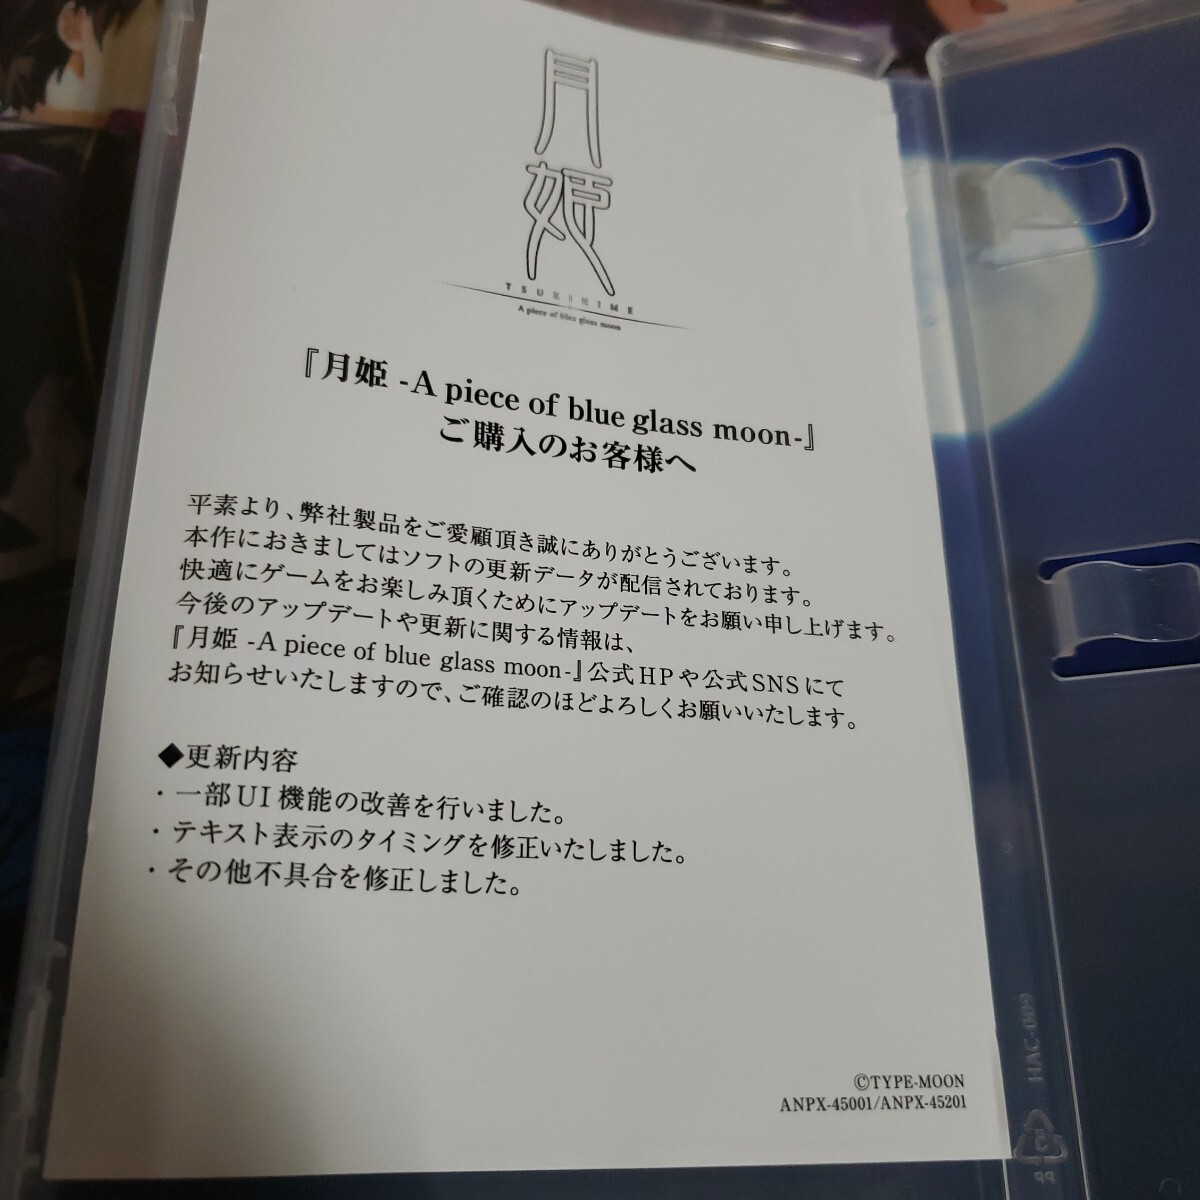 月姫
TSUKIHIME
A piece of blue glass moon
『月姫 -A piece of blue glass moon-』
ご購入のお客様へ
平素より、弊社製品をご愛顧頂き誠にありがとうございます。
本作におきましてはソフトの更新データが配信されております。
快適にゲームをお楽しみ頂くためにアップデートをお願い申し上げます。
今後のアップデートや更新に関する情報は、
『月姫 -A piece of blue glass moon-』公式HPや公式SNSにて
お知らせいたしますので、ご確認のほどよろしくお願いいたします。
◆更新内容
・一部UI機能の改善を行いました。
・テキスト表示のタイミングを修正いたしました。
・その他不具合を修正しました。
©TYPE-MOON
ANPX-45001/ANPX-45201
HAC-009
5
PP